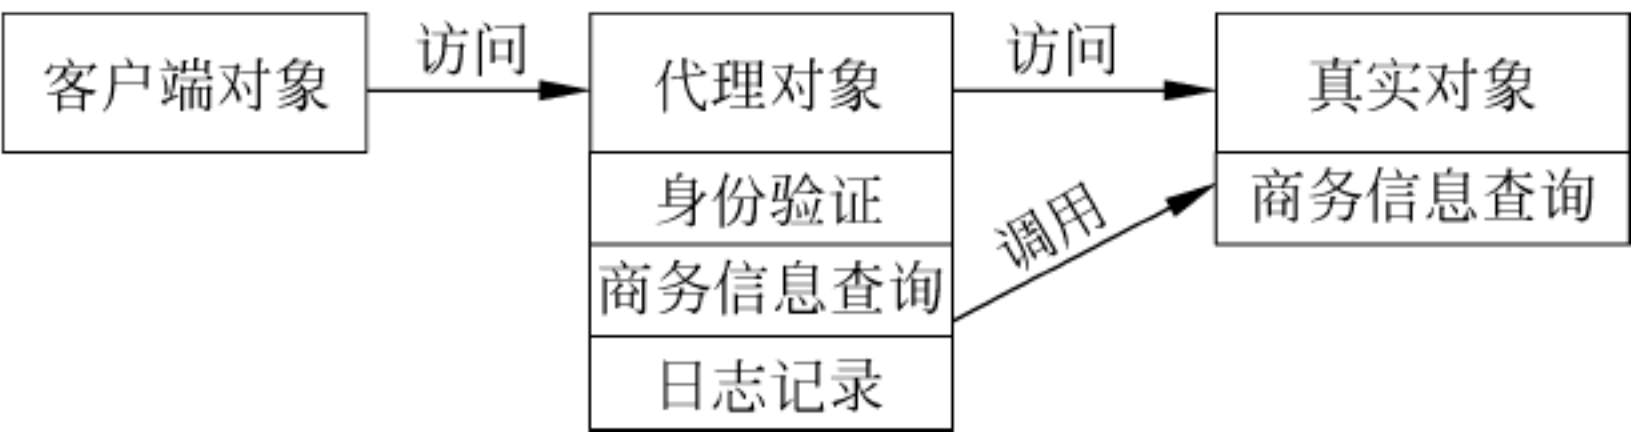 客户端对象
访问
代理对象
访问
真实对象
身份验证
商务信息查询
日志记录
调用
商务信息查询